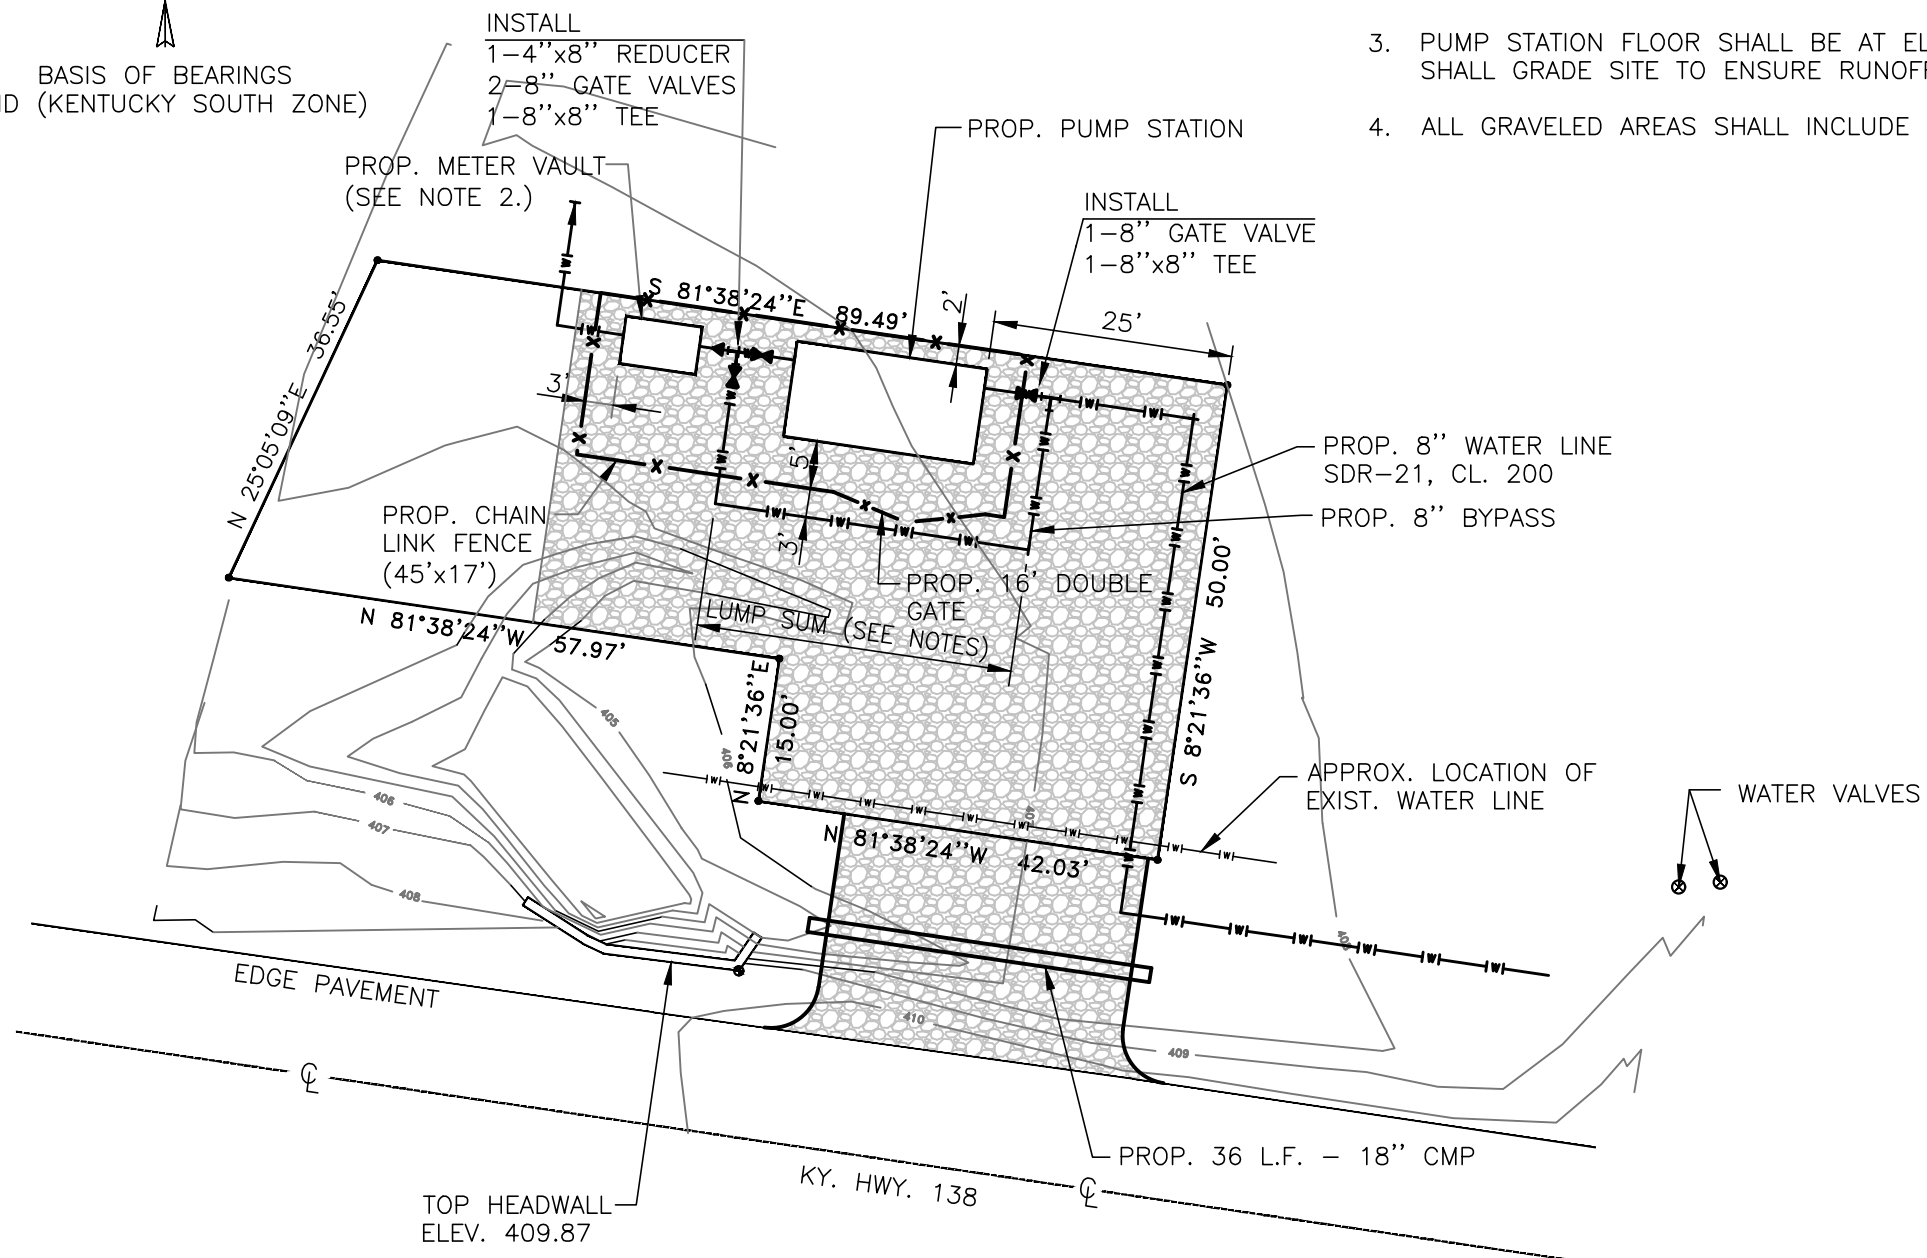 BASIS OF BEARINGS
(KENTUCKY SOUTH ZONE)
INSTALL
1-4"x8" REDUCER
2-8" GATE VALVES
1-8"x8" TEE
3. PUMP STATION FLOOR SHALL BE AT
SHALL GRADE SITE TO ENSURE
4. ALL GRAVELED AREAS SHALL INCLUDE
PROP. PUMP STATION
PROP. METER VAULT
(SEE NOTE 2.)
INSTALL
1-8" GATE VALVE
1-8"x8" TEE
S 81°38'24"E 89.49'
2'
25'
N 25°05'09"E 36.55'
3'
5'
3'
PROP. 8" WATER LINE
SDR-21, CL. 200
PROP. CHAIN
LINK FENCE
(45'x17')
PROP. 8" BYPASS
PROP. 16' DOUBLE
GATE
LUMP SUM (SEE NOTES)
N 81°38'24"W 57.97'
S 8°21'36"W 50.00'
N 8°21'36"E
15.00'
405
406
406
407
408
APPROX. LOCATION OF
EXIST. WATER LINE
WATER VALVES
N 81°38'24"W 42.03'
EDGE PAVEMENT
410
409
PROP. 36 L.F. - 18" CMP
KY. HWY. 138
TOP HEADWALL
ELEV. 409.87